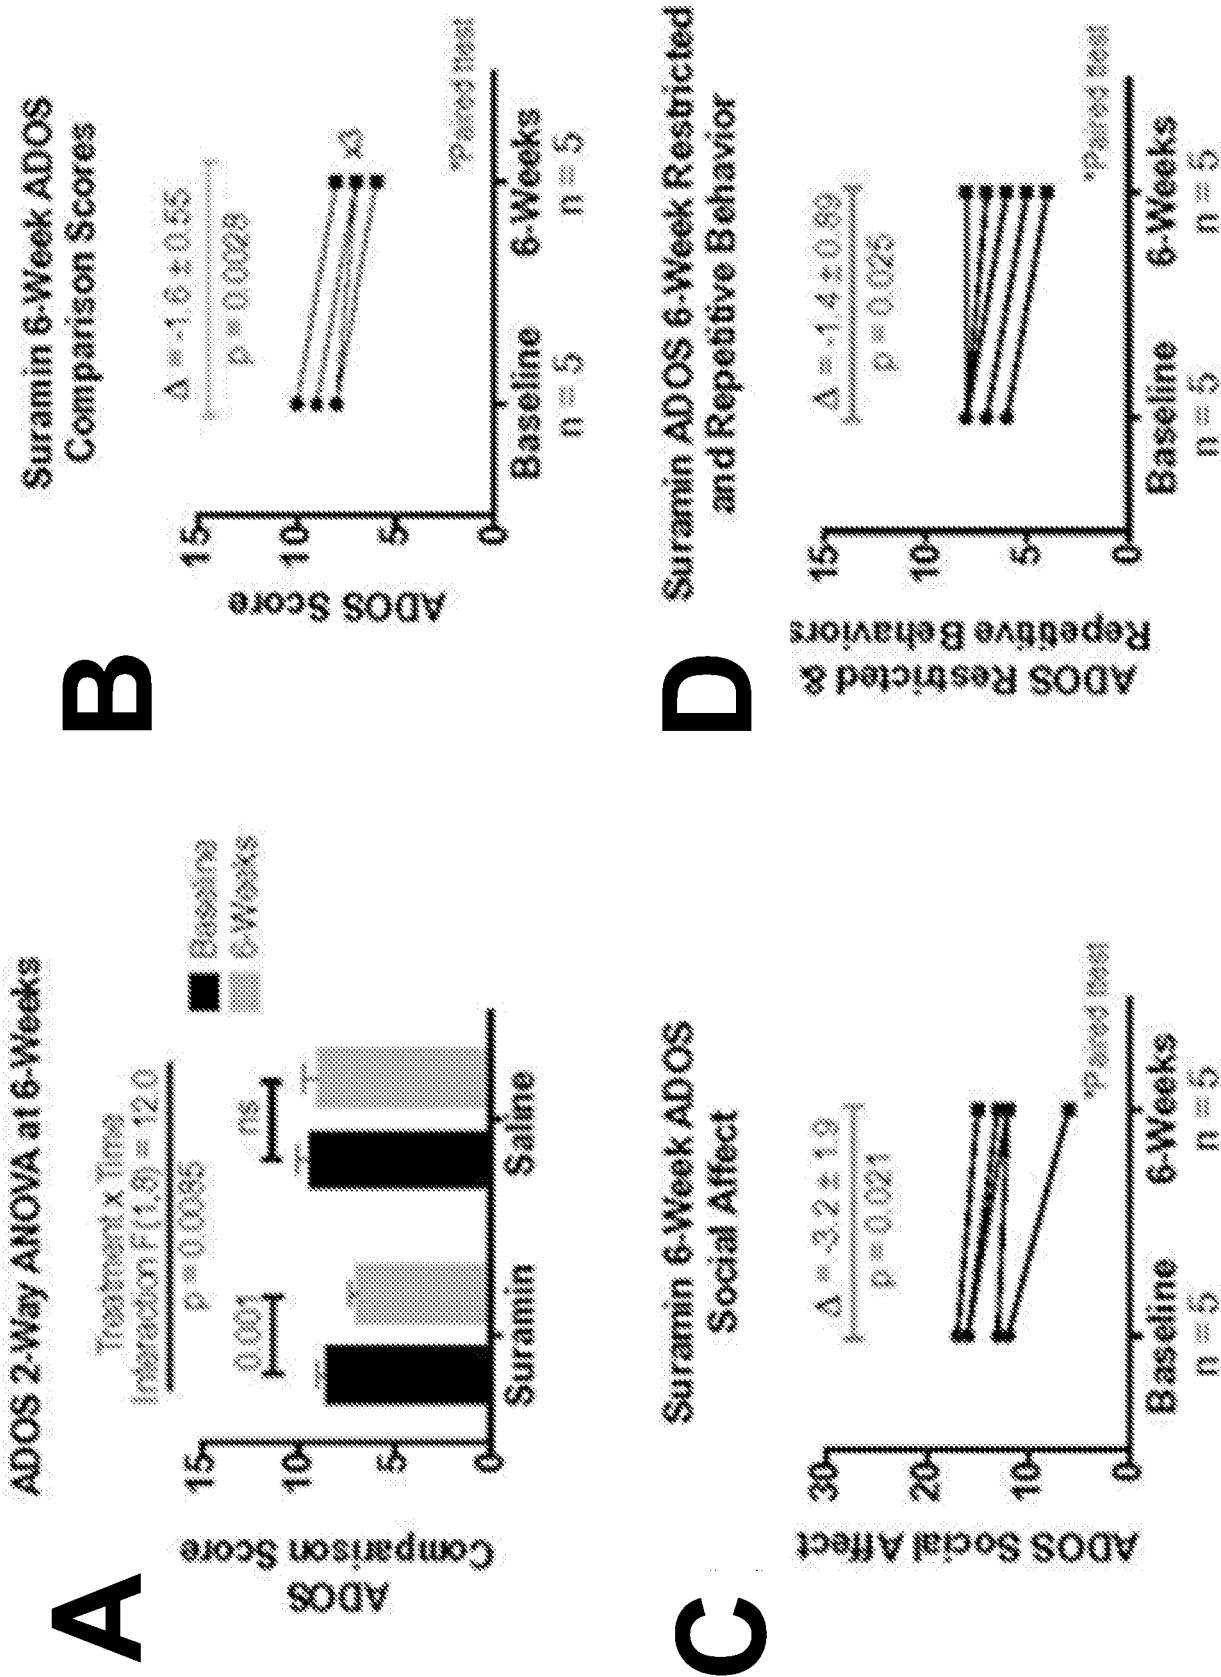 A
ADOS 2-Way ANOVA at 6-Weeks
Treatment x Time
Interaction F(1,8) = 12.0
p = 0.0085
Baseline
6-Weeks
0.001
ns
ADOS
Comparison Score
15
10
5
0
Suramin
Saline
B
Suramin 6-Week ADOS
Comparison Scores
Δ = -1.6 ± 0.55
p = 0.0028
x3
ADOS Score
15
10
5
0
*Paired ttest
Baseline
6-Weeks
n = 5
n = 5
C
Suramin 6-Week ADOS
Social Affect
Δ = -3.2 ± 1.9
p = 0.021
ADOS Social Affect
30
20
10
0
*Paired ttest
Baseline
6-Weeks
n = 5
n = 5
D
Suramin ADOS 6-Week Restricted
and Repetitive Behavior
Δ = -1.4 ± 0.89
p = 0.025
ADOS Restricted &
Repetitive Behaviors
15
10
5
0
*Paired ttest
Baseline
6-Weeks
n = 5
n = 5